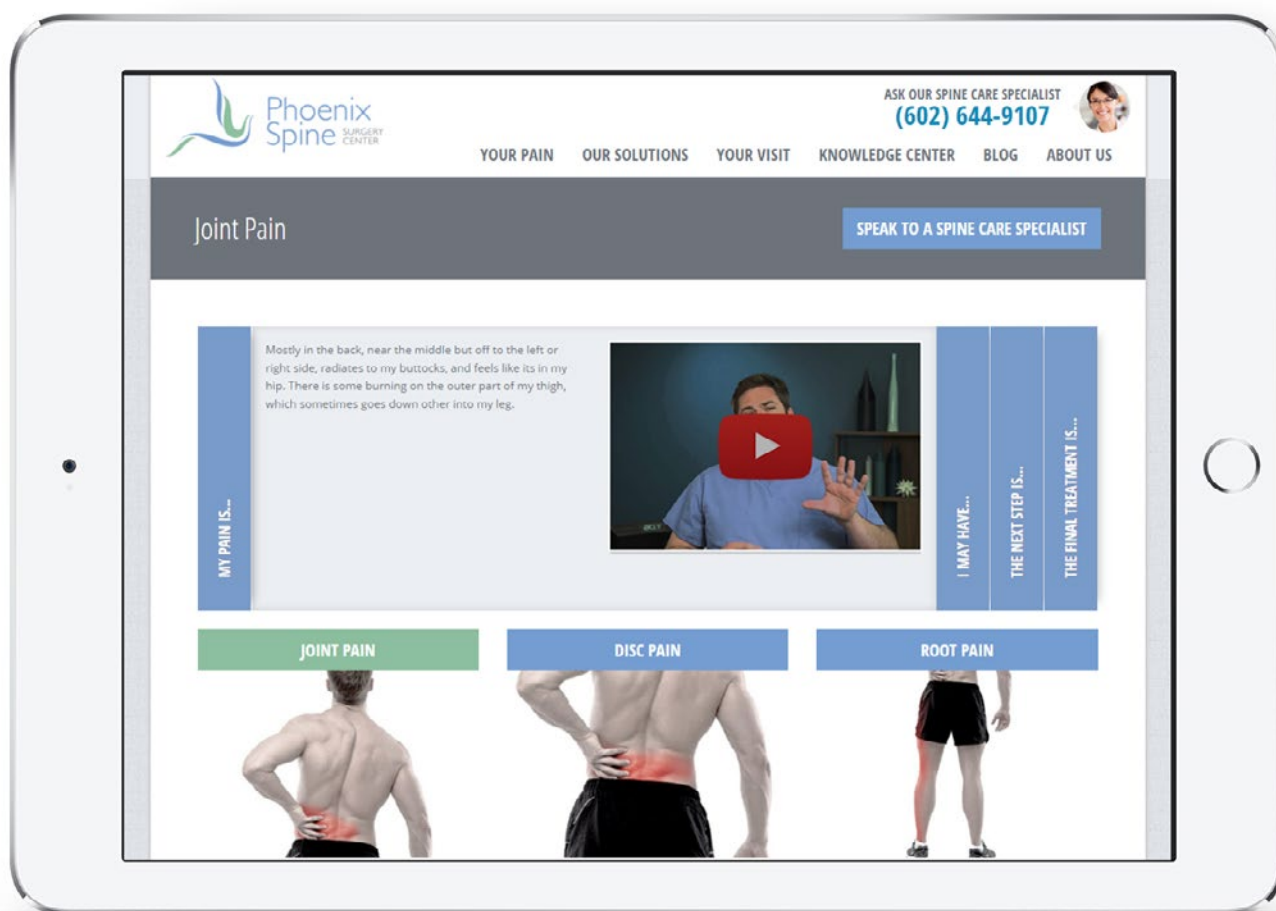 Phoenix
Spine SURGERY
CENTER
ASK OUR SPINE CARE SPECIALIST
(602) 644-9107
YOUR PAIN OUR SOLUTIONS YOUR VISIT KNOWLEDGE CENTER BLOG ABOUT US
Joint Pain
SPEAK TO A SPINE CARE SPECIALIST
MY PAIN IS...
Mostly in the back, near the middle but off to the left or
right side, radiates to my buttocks, and feels like its in my
hip. There is some burning on the outer part of my thigh,
which sometimes goes down other into my leg.
I MAY HAVE...
THE NEXT STEP IS...
THE FINAL TREATMENT IS...
JOINT PAIN
DISC PAIN
ROOT PAIN